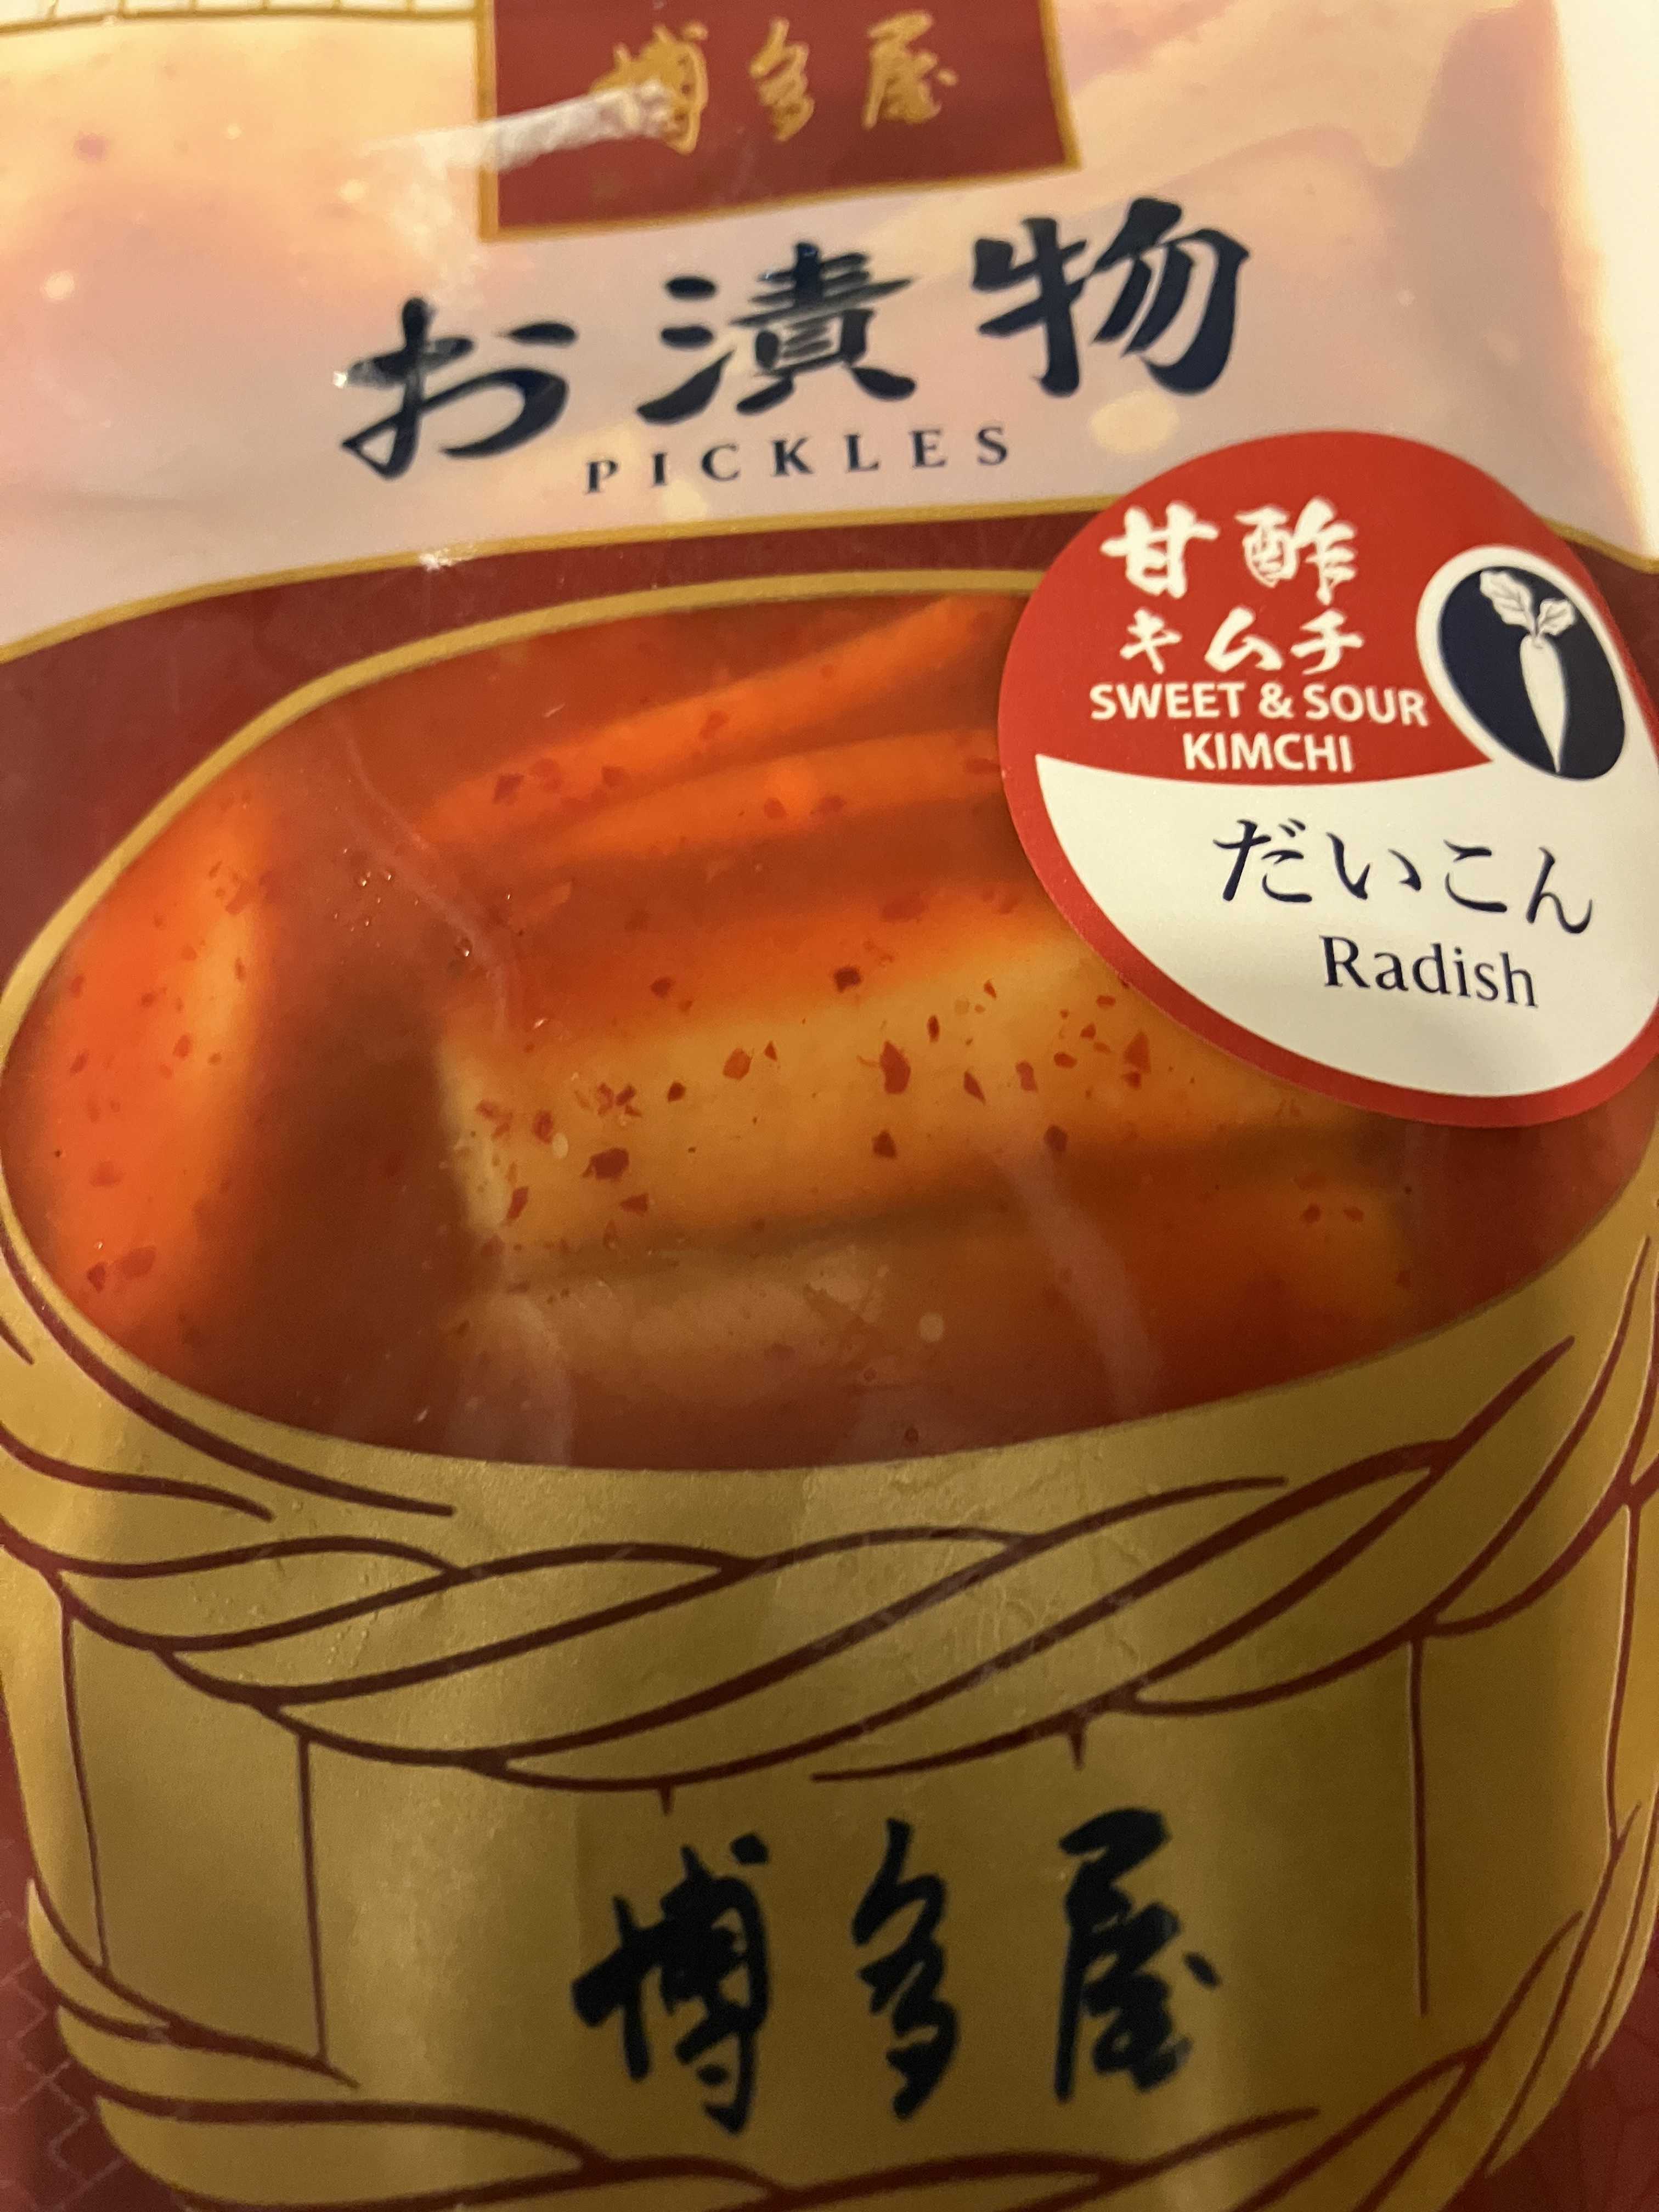 博多屋
お漬物
PICKLES
甘酢
キムチ
SWEET & SOUR
KIMCHI
だいこん
Radish
博多屋